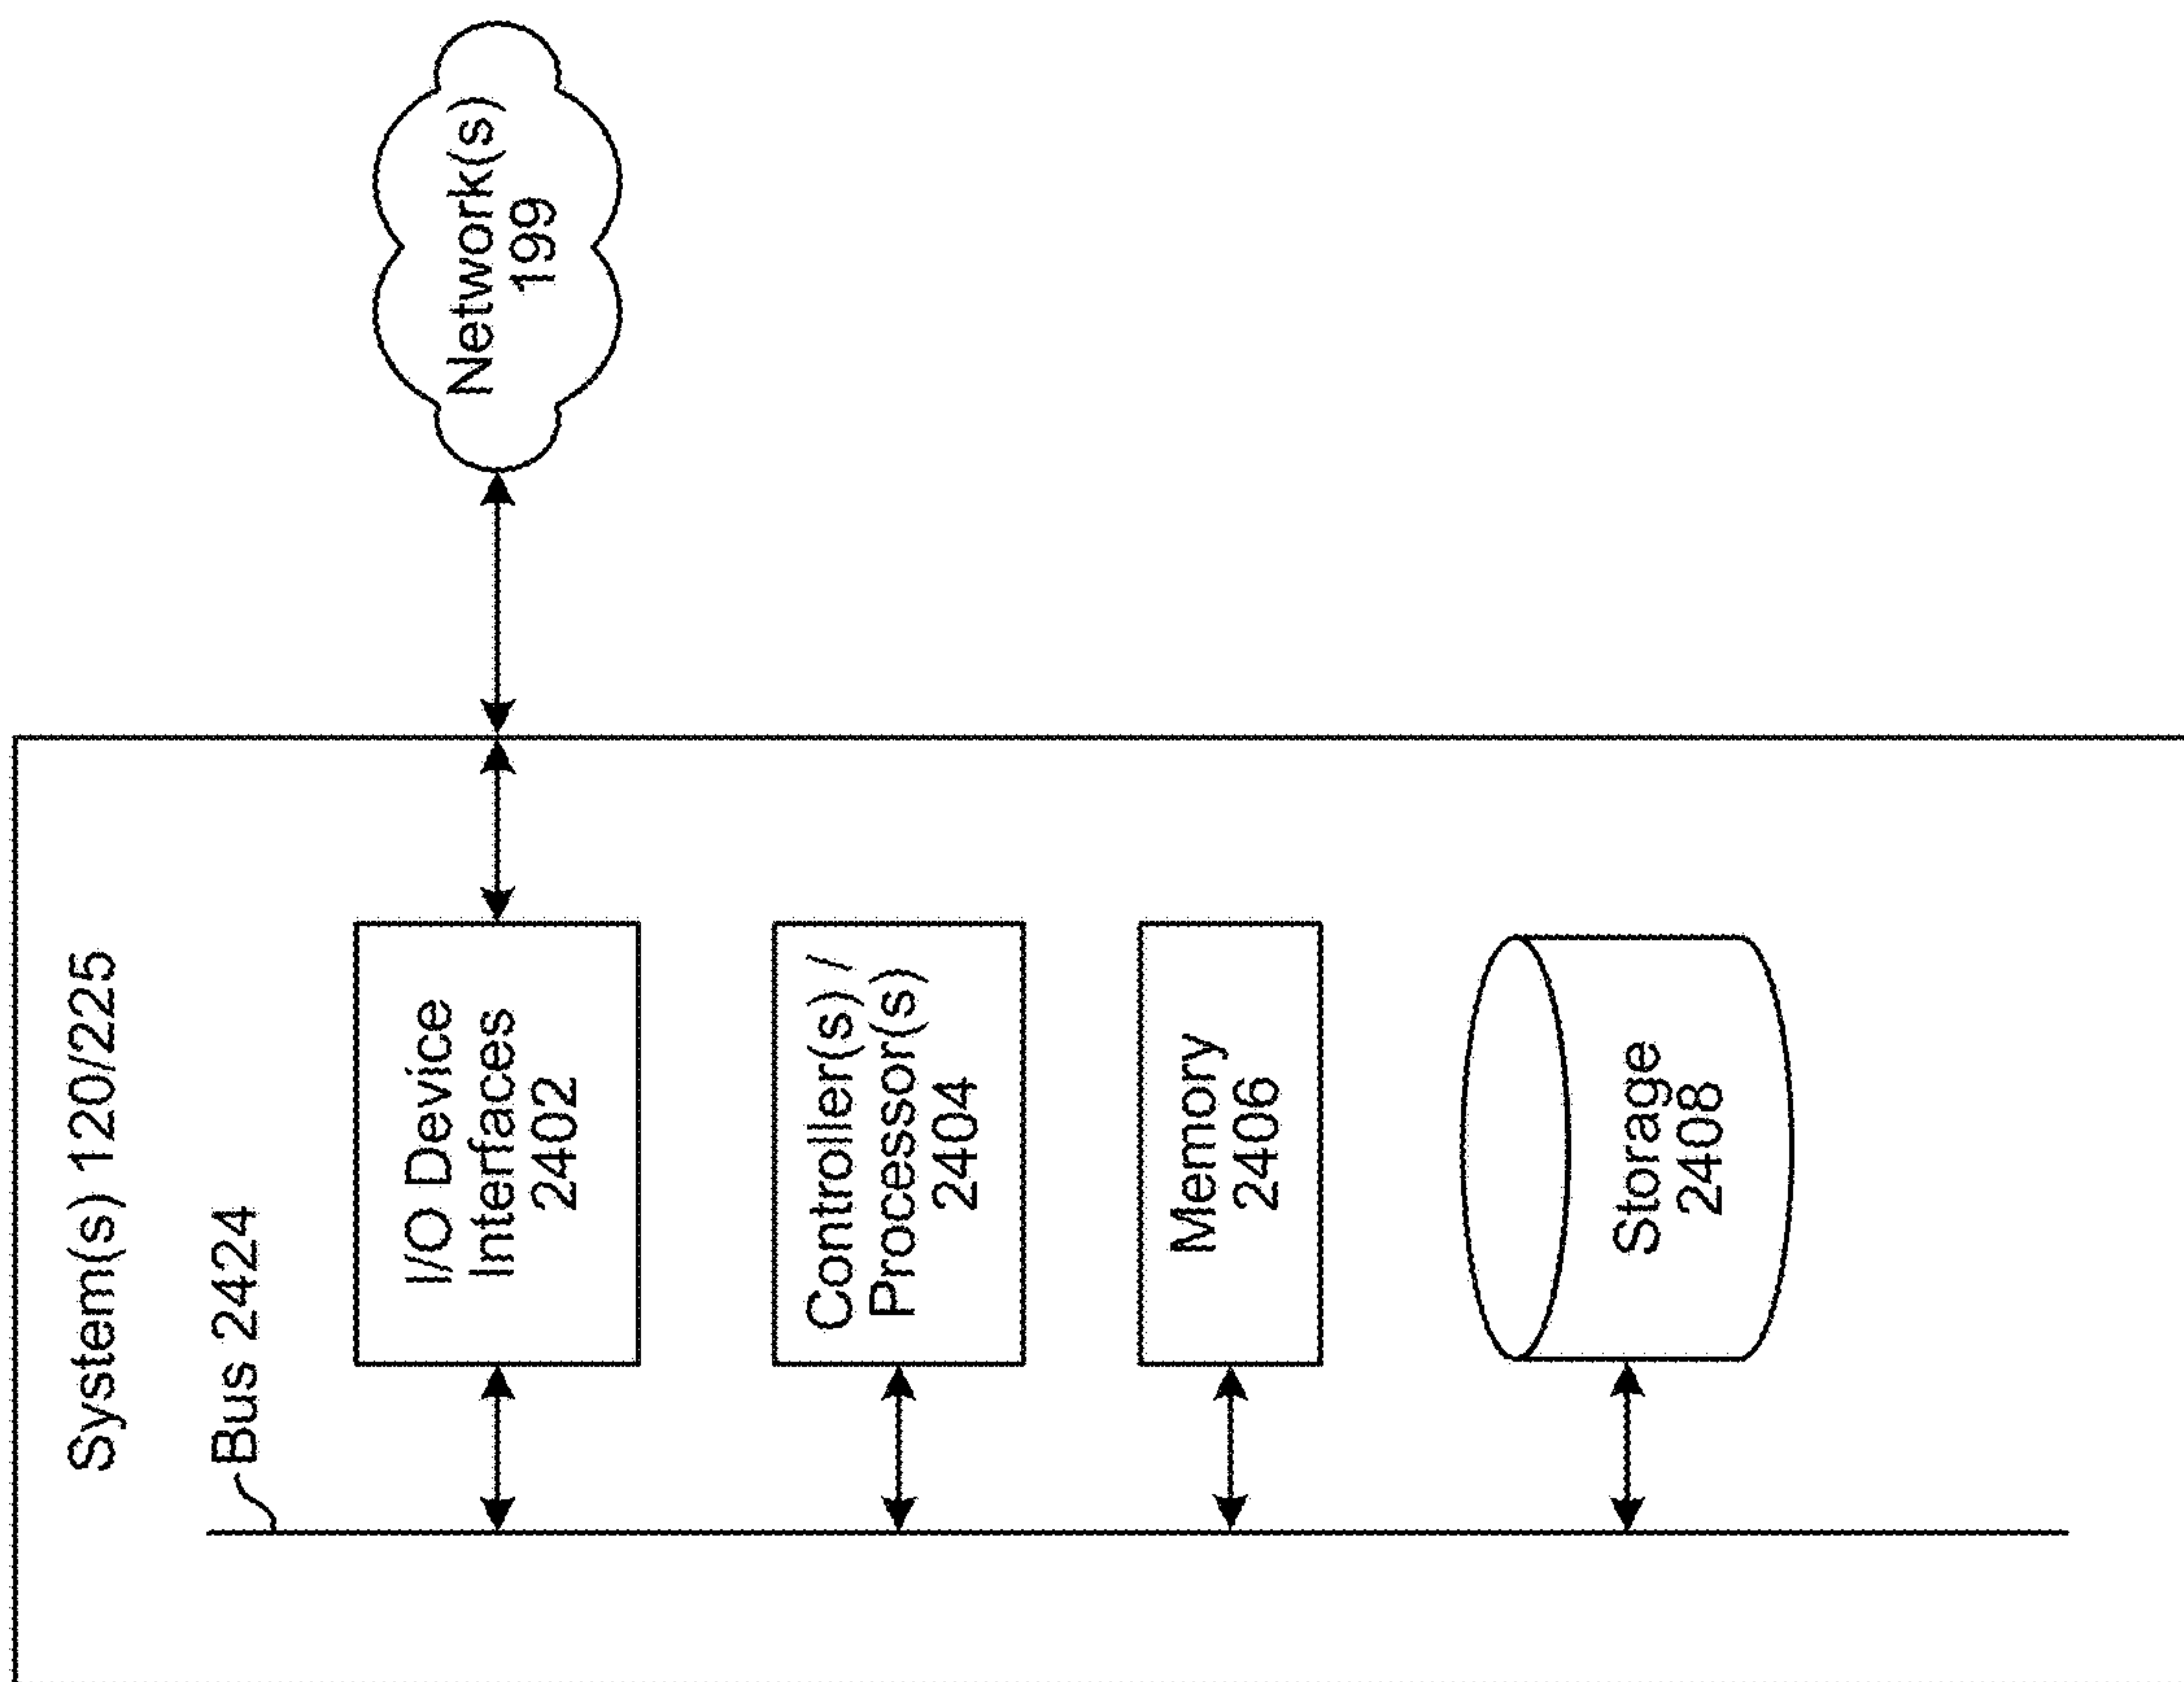 System(s) 120/225
Bus 2424
I/O Device
Interfaces
2402
Network(s)
199
Controller(s) /
Processor(s)
2404
Memory
2406
Storage
2408